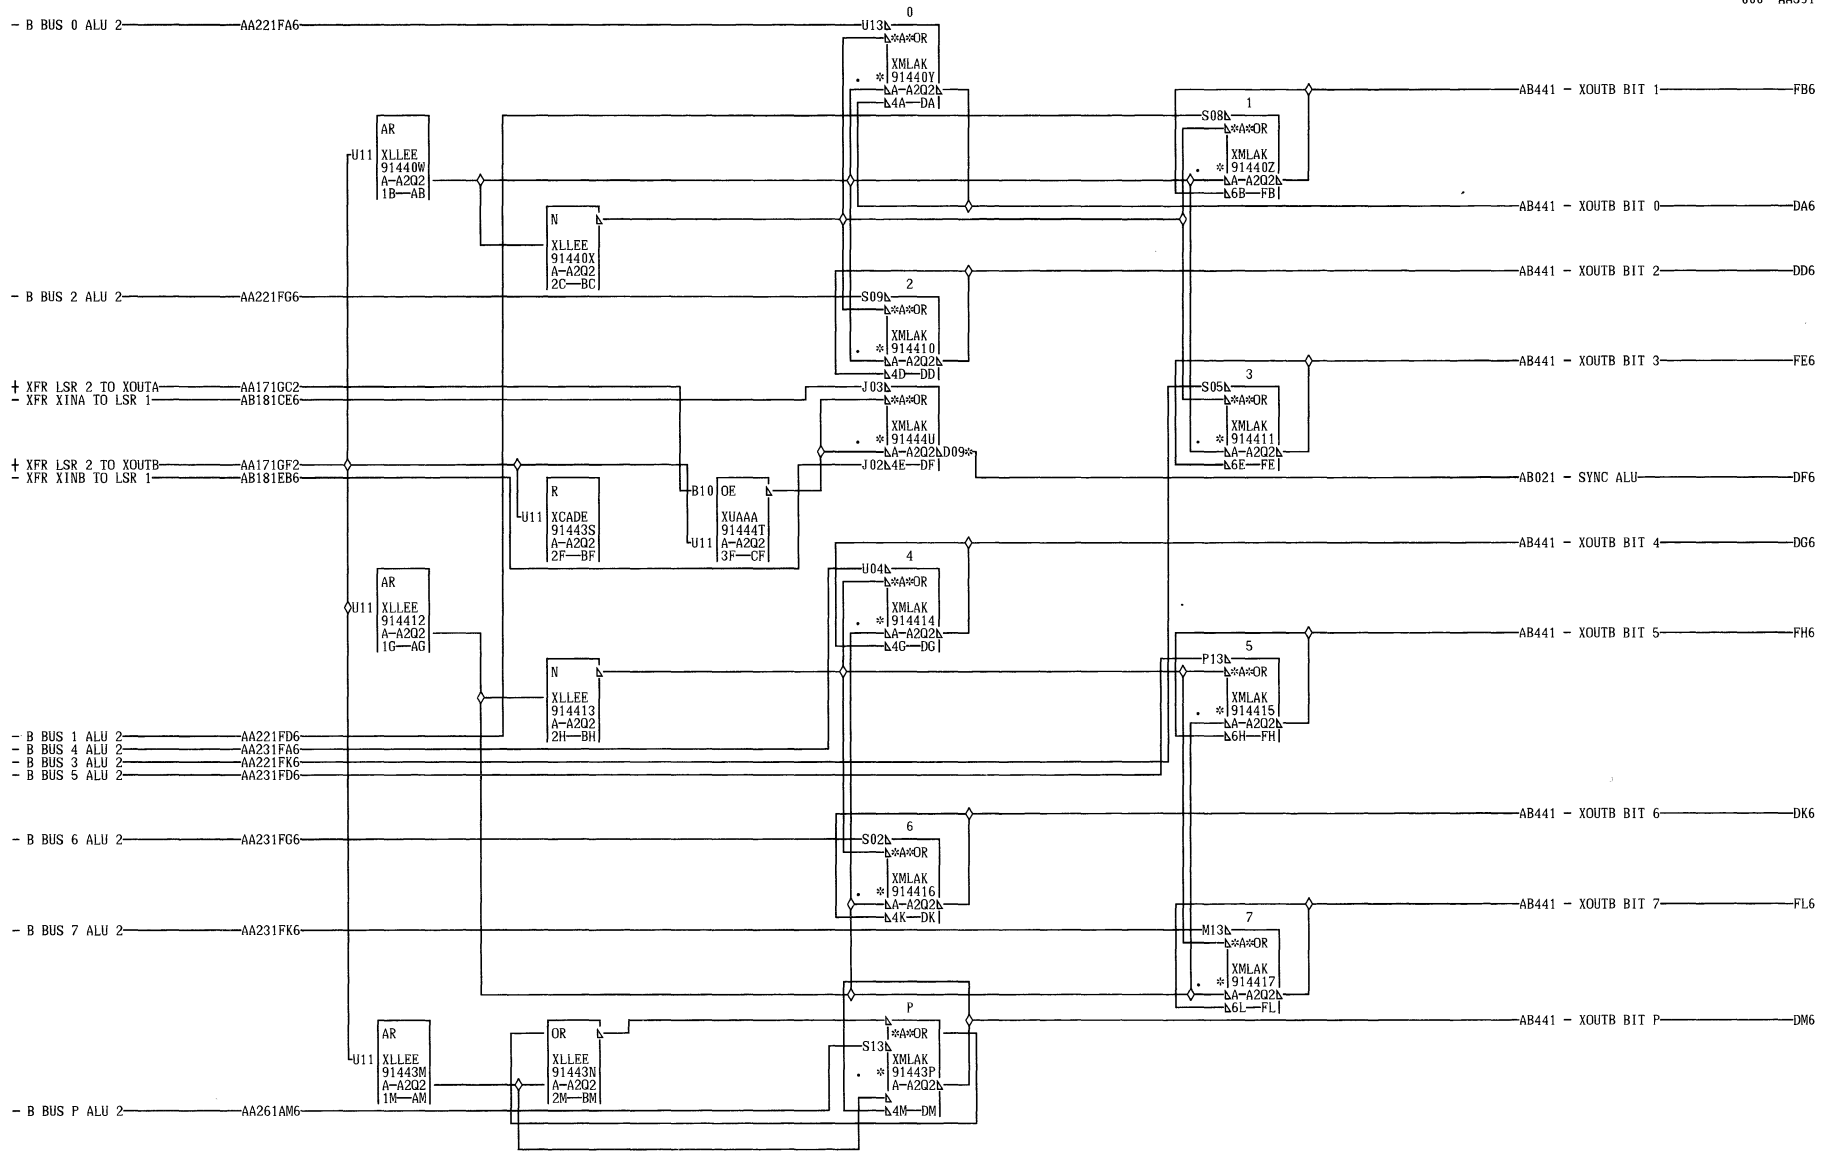 0
- B BUS 0 ALU 2 AA221FA6 U13
*A*OR
XMLAK
. * 91440Y
A-A2Q2
4A-DA
AB441 - XOUTB BIT 1 FB6
1
S08
*A*OR
XMLAK
. * 91440Z
A-A2Q2
6B-FB
AR
U11 XLLEE
91440W
A-A2Q2
1B-AB
AB441 - XOUTB BIT 0 DA6
N
XLLEE
91440X
A-A2Q2
2C-BC
AB441 - XOUTB BIT 2 DD6
2
- B BUS 2 ALU 2 AA221FG6 S09
*A*OR
XMLAK
. * 914410
A-A2Q2
4D-DD
AB441 - XOUTB BIT 3 FE6
3
S05
*A*OR
XMLAK
. * 914411
A-A2Q2
6E-FE
+ XFR LSR 2 TO XOUTA AA171GC2
- XFR XINA TO LSR 1 AB181CE6
J03
*A*OR
XMLAK
. * 91444U
A-A2Q2 D09*
J02 4E-DF
+ XFR LSR 2 TO XOUTB AA171GF2
- XFR XINB TO LSR 1 AB181EB6
AB021 - SYNC ALU DF6
R
U11 XCADE
91443S
A-A2Q2
2F-BF
B10 OE
XUAAA
91444T
U11 A-A2Q2
3F-CF
AB441 - XOUTB BIT 4 DG6
4
U04
*A*OR
XMLAK
. * 914414
A-A2Q2
4G-DG
AR
U11 XLLEE
914412
A-A2Q2
1G-AG
AB441 - XOUTB BIT 5 FH6
5
P13
*A*OR
XMLAK
. * 914415
A-A2Q2
6H-FH
N
XLLEE
914413
A-A2Q2
2H-BH
- B BUS 1 ALU 2 AA221FD6
- B BUS 4 ALU 2 AA231FA6
- B BUS 3 ALU 2 AA221FK6
- B BUS 5 ALU 2 AA231FD6
AB441 - XOUTB BIT 6 DK6
6
- B BUS 6 ALU 2 AA231FG6 S02
*A*OR
XMLAK
. * 914416
A-A2Q2
4K-DK
AB441 - XOUTB BIT 7 FL6
7
- B BUS 7 ALU 2 AA231FK6 M13
*A*OR
XMLAK
. * 914417
A-A2Q2
6L-FL
P
AB441 - XOUTB BIT P DM6
AR
U11 XLLEE
91443M
A-A2Q2
1M-AM
OR
XLLEE
91443N
A-A2Q2
2M-BM
*A*OR
S13
XMLAK
. * 91443P
A-A2Q2
4M-DM
- B BUS P ALU 2 AA261AM6